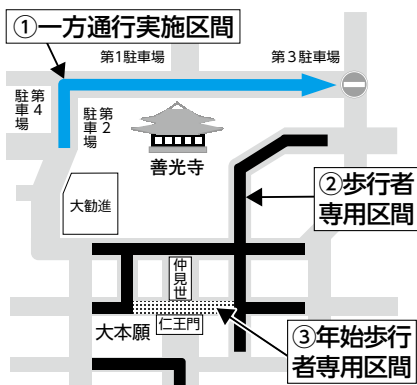 ①一方通行実施区間
第1駐車場
第3駐車場
第4
駐車場
第2
駐車場
善光寺
大勧進
②歩行者
専用区間
仲見世
仁王門
大本願
③年始歩行
者専用区間